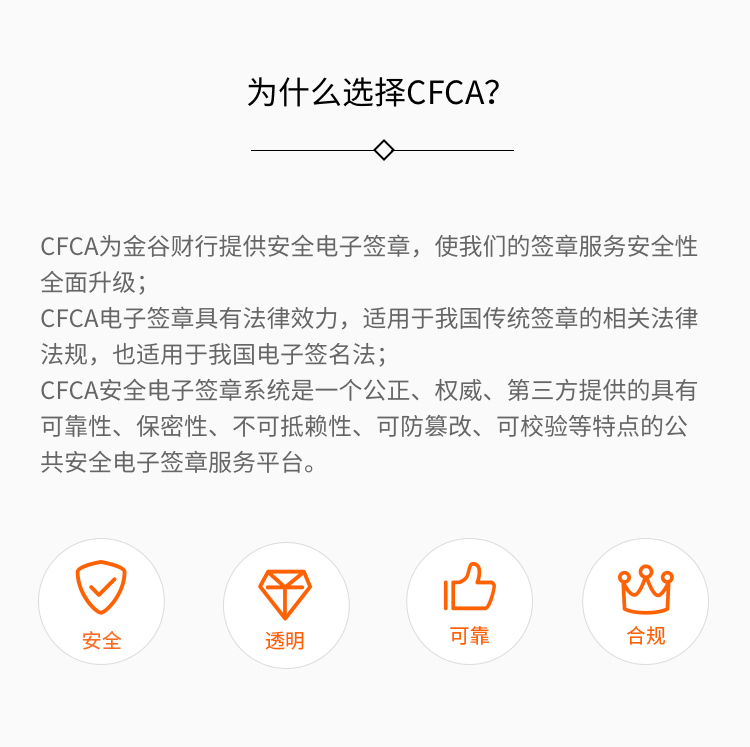 为什么选择CFCA？
CFCA为金谷财行提供安全电子签章，使我们的签章服务安全性
全面升级；
CFCA电子签章具有法律效力，适用于我国传统签章的相关法律
法规，也适用于我国电子签名法；
CFCA安全电子签章系统是一个公正、权威、第三方提供的具有
可靠性、保密性、不可抵赖性、可防篡改、可校验等特点的公
共安全电子签章服务平台。
安全
透明
可靠
合规